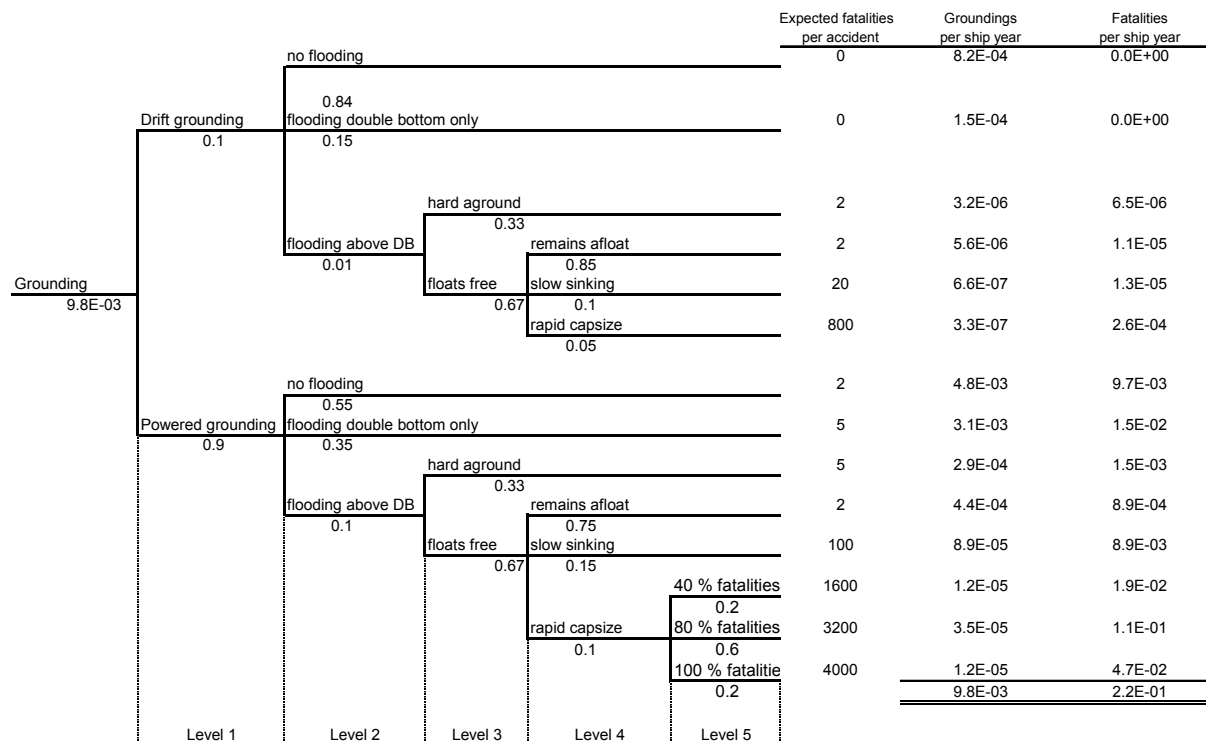 Expected fatalities Groundings Fatalities
per accident per ship year per ship year
no flooding 0 8.2E-04 0.0E+00
0.84
Drift grounding flooding double bottom only 0 1.5E-04 0.0E+00
0.1 0.15
hard aground 2 3.2E-06 6.5E-06
0.33
flooding above DB remains afloat 2 5.6E-06 1.1E-05
0.01 0.85
Grounding floats free slow sinking 20 6.6E-07 1.3E-05
9.8E-03 0.67 0.1
rapid capsize 800 3.3E-07 2.6E-04
0.05
no flooding 2 4.8E-03 9.7E-03
0.55
Powered grounding flooding double bottom only 5 3.1E-03 1.5E-02
0.9 0.35
hard aground 5 2.9E-04 1.5E-03
0.33
flooding above DB remains afloat 2 4.4E-04 8.9E-04
0.1 0.75
floats free slow sinking 100 8.9E-05 8.9E-03
0.67 0.15
40 % fatalities 1600 1.2E-05 1.9E-02
0.2
rapid capsize 80 % fatalities 3200 3.5E-05 1.1E-01
0.1 0.6
100 % fatalitie 4000 1.2E-05 4.7E-02
0.2 9.8E-03 2.2E-01
Level 1 Level 2 Level 3 Level 4 Level 5